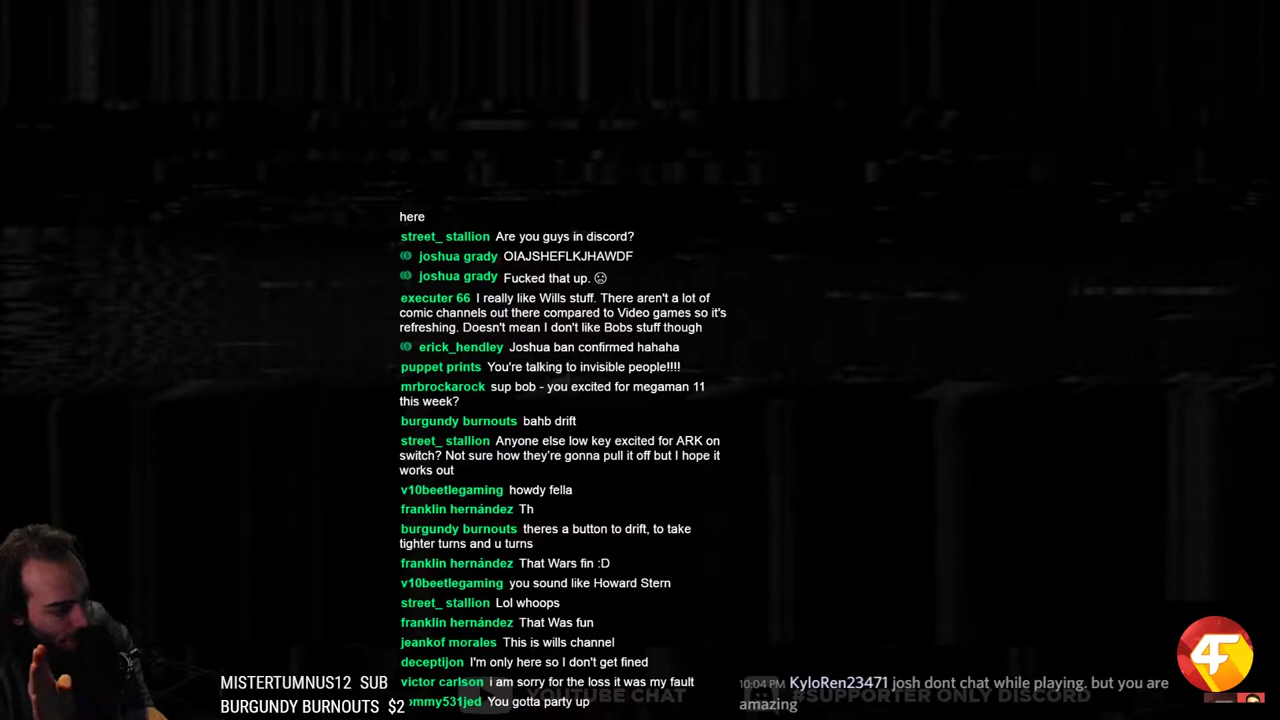 here
street_ stallion Are you guys in discord?
joshua grady OIAJSHEFLKJHAWDF
joshua grady Fucked that up. ☹
executer 66 I really like Wills stuff. There aren't a lot of
comic channels out there compared to Video games so it's
refreshing. Doesn't mean I don't like Bobs stuff though
erick_hendley Joshua ban confirmed hahaha
puppet prints You're talking to invisible people!!!!
mrbrockarock sup bob - you excited for megaman 11
this week?
burgundy burnouts bahb drift
street_ stallion Anyone else low key excited for ARK on
switch? Not sure how they're gonna pull it off but I hope it
works out
v10beetlegaming howdy fella
franklin hernández Th
burgundy burnouts theres a button to drift, to take
tighter turns and u turns
franklin hernández That Wars fin :D
v10beetlegaming you sound like Howard Stern
street_ stallion Lol whoops
franklin hernández That Was fun
jeankof morales This is wills channel
deceptijon I'm only here so I don't get fined
victor carlson i am sorry for the loss it was my fault
ommy531jed You gotta party up
MISTERTUMNUS12 SUB
BURGUNDY BURNOUTS $2
YOUTUBE CHAT
#SUPPORTER ONLY DISCORD
10:04 PM KyloRen23471 josh dont chat while playing. but you are
amazing
4F